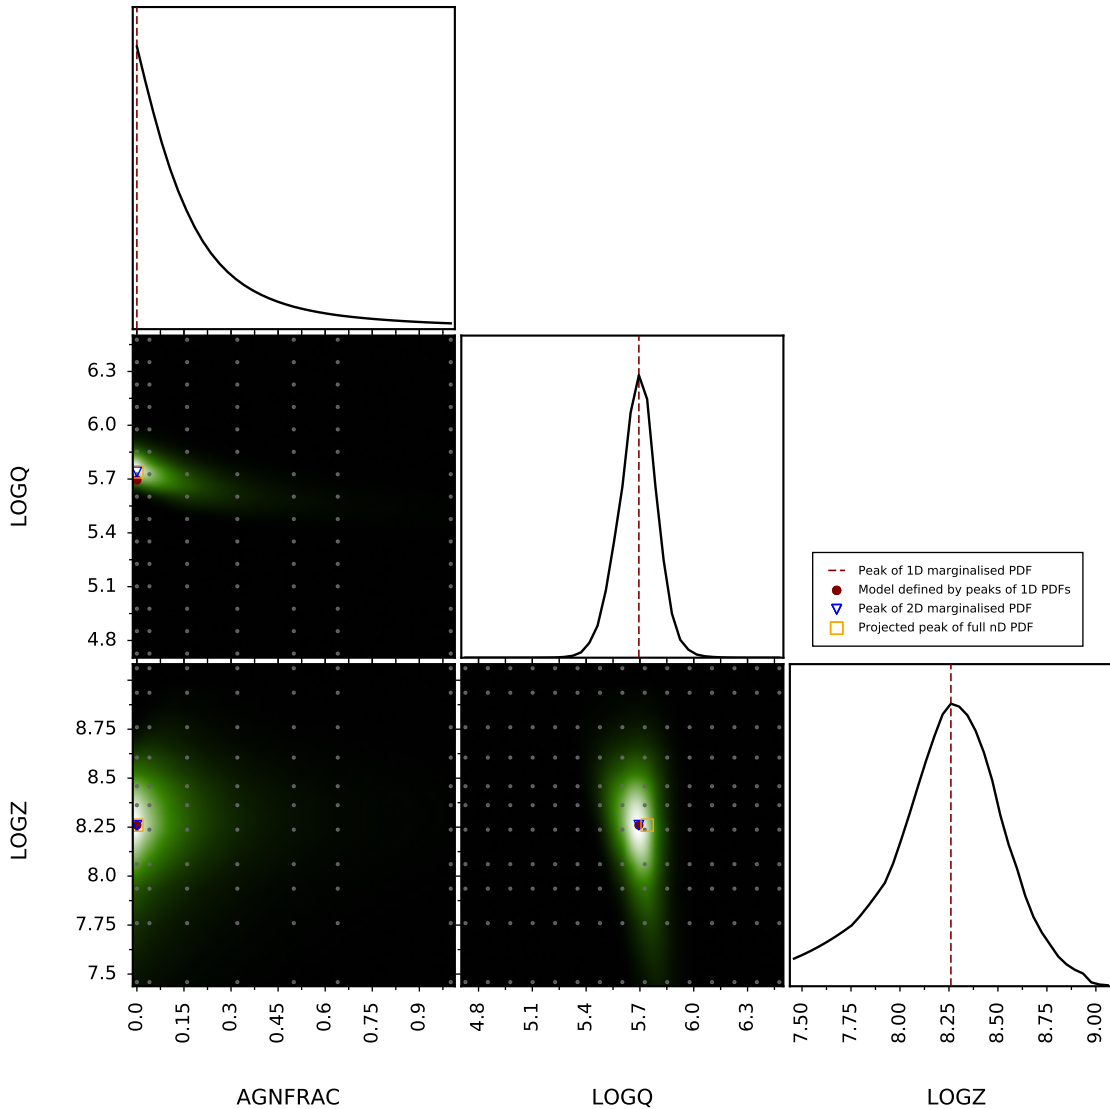 6.3
6.0
5.7
5.4
5.1
4.8
LOGQ
Peak of 1D marginalised PDF
Model defined by peaks of 1D PDFs
Peak of 2D marginalised PDF
Projected peak of full nD PDF
8.75
8.5
8.25
8.0
7.75
7.5
LOGZ
0.0 0.15 0.3 0.45 0.6 0.75 0.9
4.8 5.1 5.4 5.7 6.0 6.3
7.50 7.75 8.00 8.25 8.50 8.75 9.00
AGNFRAC
LOGQ
LOGZ